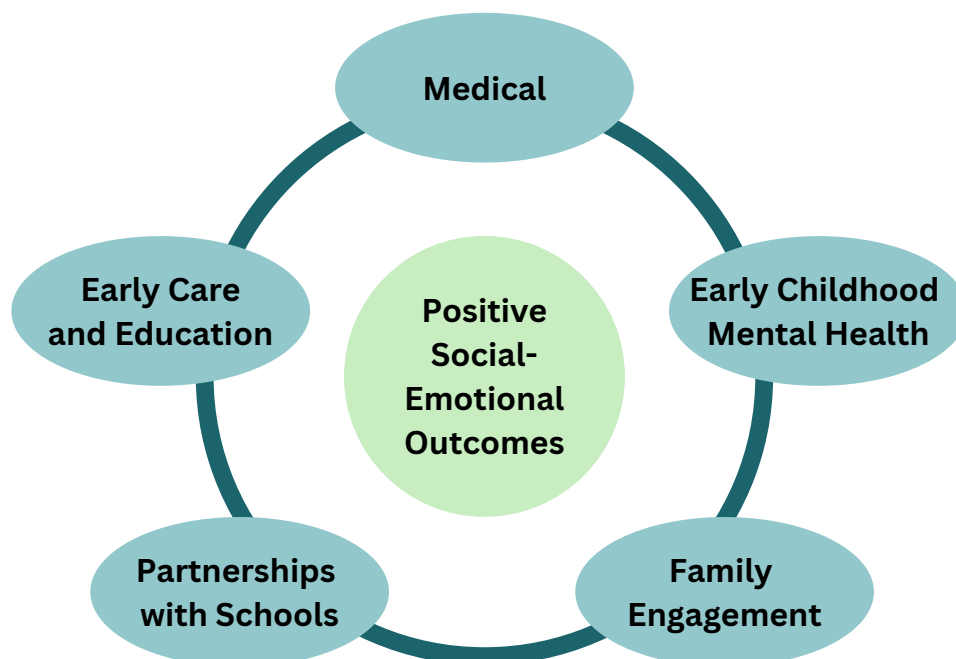 Medical
Early Care
and Education
Early Childhood
Mental Health
Positive
Social-
Emotional
Outcomes
Partnerships
with Schools
Family
Engagement